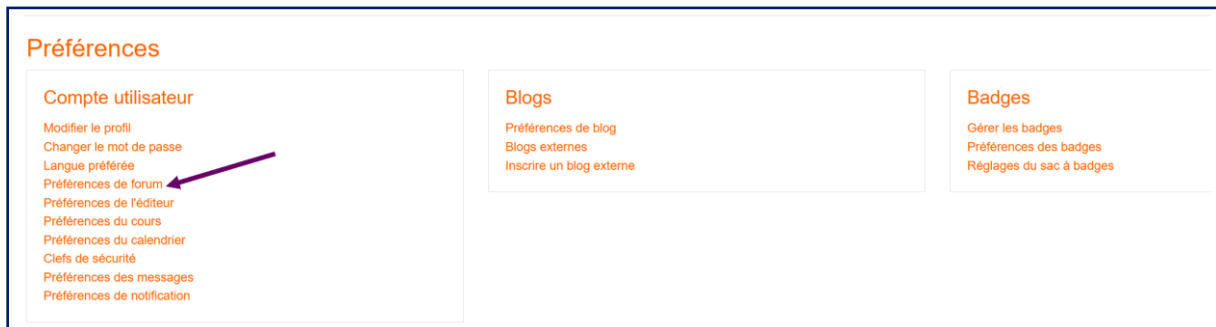 Préférences
Compte utilisateur
Modifier le profil
Changer le mot de passe
Langue préférée
Préférences de forum
Préférences de l'éditeur
Préférences du cours
Préférences du calendrier
Clefs de sécurité
Préférences des messages
Préférences de notification
Blogs
Préférences de blog
Blogs externes
Inscrire un blog externe
Badges
Gérer les badges
Préférences des badges
Réglages du sac à badges